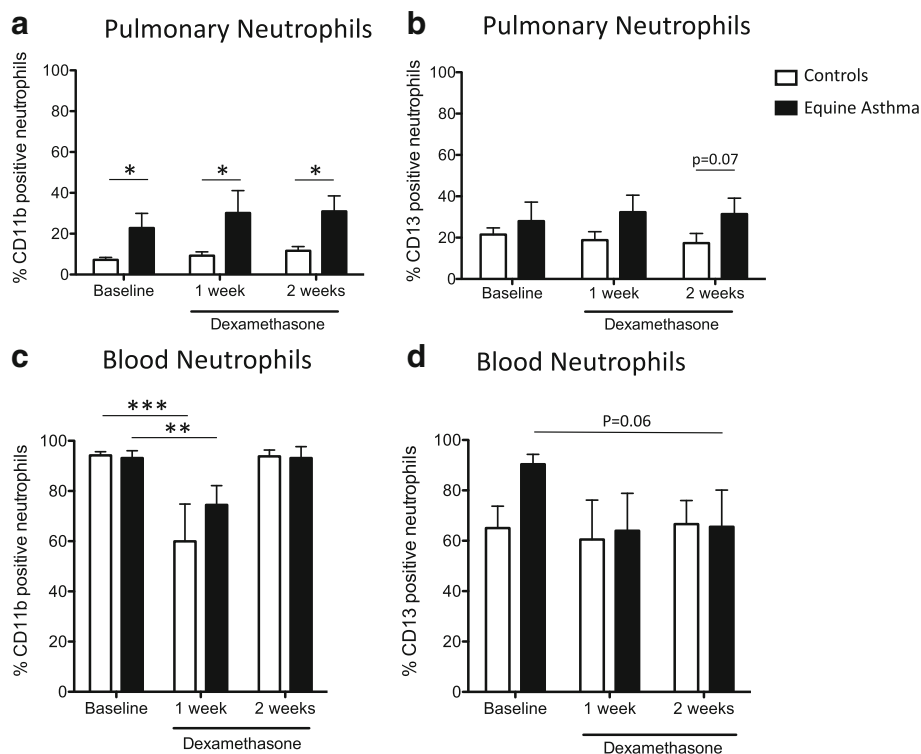 a
Pulmonary Neutrophils
% CD11b positive neutrophils
100
80
60
40
20
0
*
*
*
Baseline
1 week
2 weeks
Dexamethasone
b
Pulmonary Neutrophils
% CD13 positive neutrophils
100
80
60
40
20
0
p=0.07
Baseline
1 week
2 weeks
Dexamethasone
Controls
Equine Asthma
c
Blood Neutrophils
% CD11b positive neutrophils
100
80
60
40
20
0
***
**
Baseline
1 week
2 weeks
Dexamethasone
d
Blood Neutrophils
% CD13 positive neutrophils
100
80
60
40
20
0
P=0.06
Baseline
1 week
2 weeks
Dexamethasone